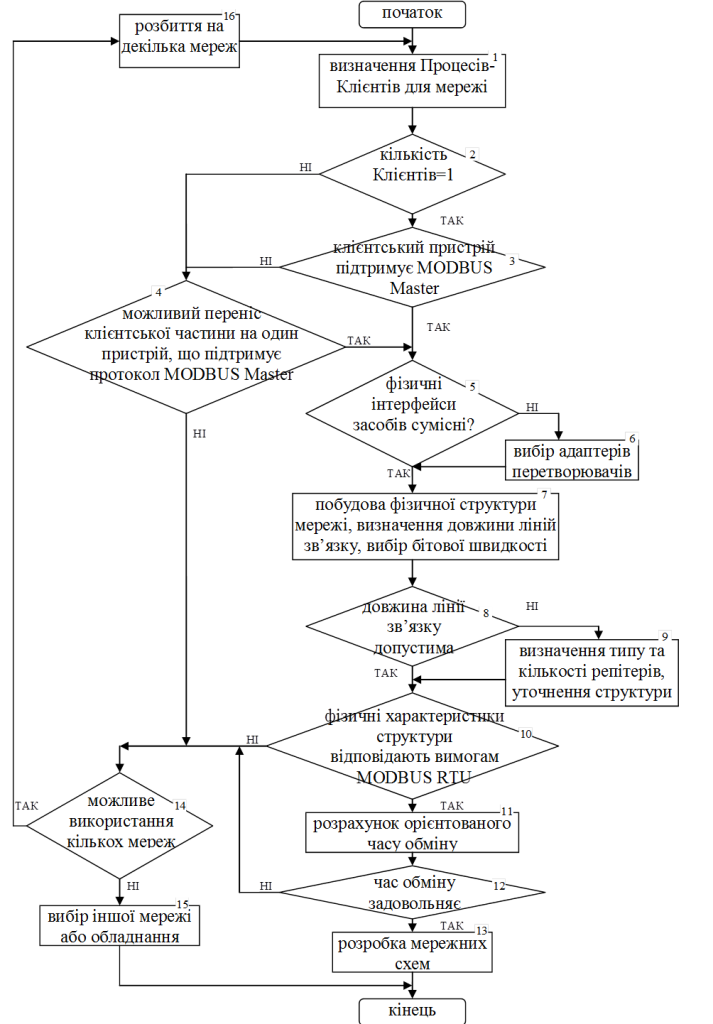 початок
16
розбиття на
декілька мереж
1
визначення Процесів-
Клієнтів для мережі
2
кількість
Клієнтів=1
НІ
ТАК
клієнтський пристрій
підтримує MODBUS
Master
3
НІ
ТАК
4
можливий переніс
клієнтської частини на один
пристрій, що підтримує
протокол MODBUS Master
ТАК
НІ
5
фізичні
інтерфейси
засобів сумісні?
НІ
ТАК
6
вибір адаптерів
перетворювачів
7
побудова фізичної структури
мережі, визначення довжини ліній
зв’язку, вибір бітової швидкості
8
довжина лінії
зв’язку
допустима
НІ
ТАК
9
визначення типу та
кількості репітерів,
уточнення структури
10
фізичні характеристики
структури
відповідають вимогам
MODBUS RTU
НІ
ТАК
11
розрахунок орієнтованого
часу обміну
12
час обміну
задовольняє
НІ
ТАК
13
розробка мережних
схем
14
можливе
використання
кількох мереж
ТАК
НІ
15
вибір іншої мережі
або обладнання
кінець